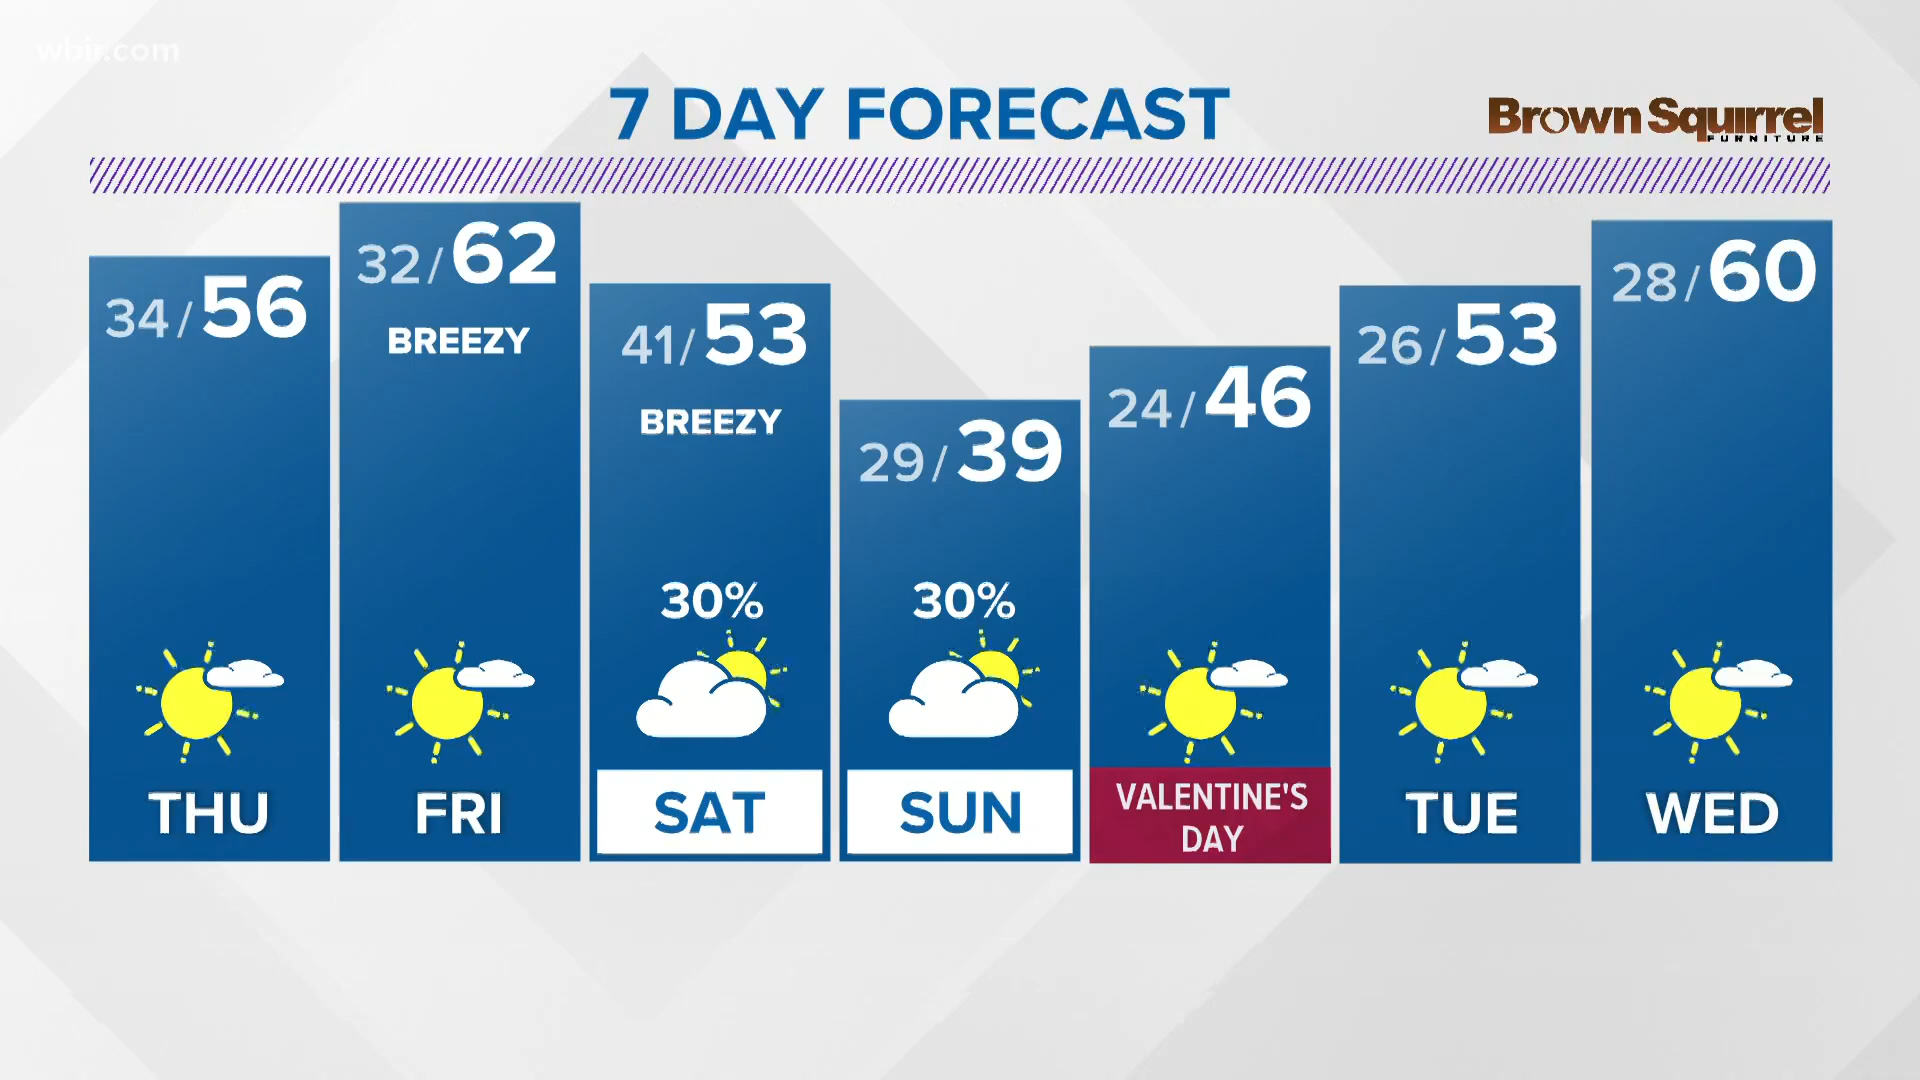 wbir.com
7 DAY FORECAST
Brown Squirrel
FURNITURE
34/56
THU
32/62
BREEZY
FRI
41/53
BREEZY
30%
SAT
29/39
30%
SUN
24/46
VALENTINE'S
DAY
26/53
TUE
28/60
WED